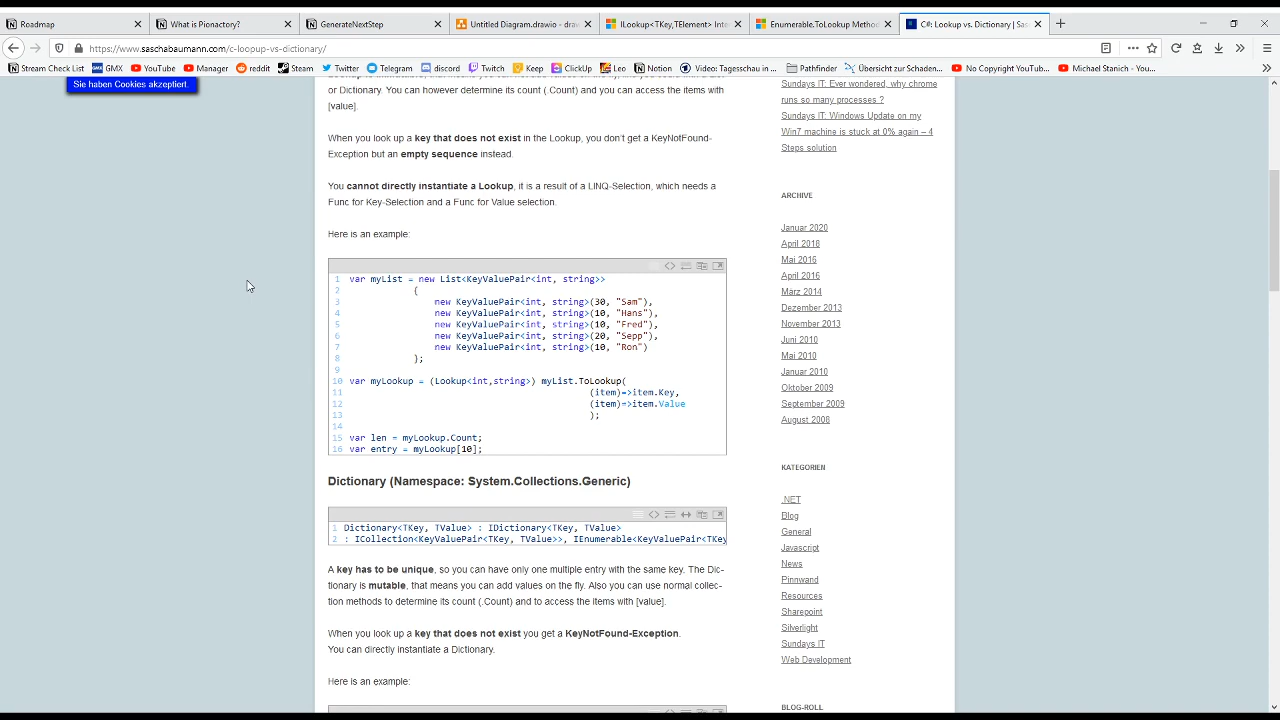 Roadmap
What is Pionactory?
GenerateNextStep
Untitled Diagram.drawio - draw
ILookup<TKey,TElement> Interf
Enumerable.ToLookup Method
C#: Lookup vs. Dictionary | Sas
https://www.saschabaumann.com/c-loopup-vs-dictionary/
Stream Check List
GMX
YouTube
Manager
reddit
Steam
Twitter
Telegram
discord
Twitch
Keep
ClickUp
Notion
Video: Tagesschau in ...
Pathfinder
Übersicht zu Schaden...
No Copyright YouTub...
Michael Stanich - You...
Sie haben Cookies akzeptiert.
or Dictionary. You can however determine its count (.Count) and you can access the items with
[value].
When you look up a key that does not exist in the Lookup, you don't get a KeyNotFound-
Exception but an empty sequence instead.
You cannot directly instantiate a Lookup, it is a result of a LINQ-Selection, which needs a
Func for Key-Selection and a Func for Value selection.
Here is an example:
1 var myList = new List<KeyValuePair<int, string>>
2 {
3 new KeyValuePair<int, string>(30, "Sam"),
4 new KeyValuePair<int, string>(10, "Hans"),
5 new KeyValuePair<int, string>(10, "Fred"),
6 new KeyValuePair<int, string>(20, "Sepp"),
7 new KeyValuePair<int, string>(10, "Ron")
8 };
9
10 var myLookup = (Lookup<int,string>) myList.ToLookup(
11 (item)=>item.Key,
12 (item)=>item.Value
13 );
14
15 var len = myLookup.Count;
16 var entry = myLookup[10];
Dictionary (Namespace: System.Collections.Generic)
1 Dictionary<TKey, TValue> : IDictionary<TKey, TValue>
2 : ICollection<KeyValuePair<TKey, TValue>>, IEnumerable<KeyValuePair<TKey
A key has to be unique, so you can have only one multiple entry with the same key. The Dic-
tionary is mutable, that means you can add values on the fly. Also you can use normal collec-
tion methods to determine its count (.Count) and to access the items with [value].
When you look up a key that does not exist you get a KeyNotFound-Exception.
You can directly instantiate a Dictionary.
Here is an example:
Sundays IT: Ever wondered, why chrome
runs so many processes ?
Sundays IT: Windows Update on my
Win7 machine is stuck at 0% again – 4
Steps solution
ARCHIVE
Januar 2020
April 2018
Mai 2016
April 2016
März 2014
Dezember 2013
November 2013
Juni 2010
Mai 2010
Januar 2010
Oktober 2009
September 2009
August 2008
KATEGORIEN
.NET
Blog
General
Javascript
News
Pinnwand
Resources
Sharepoint
Silverlight
Sundays IT
Web Development
BLOG-ROLL